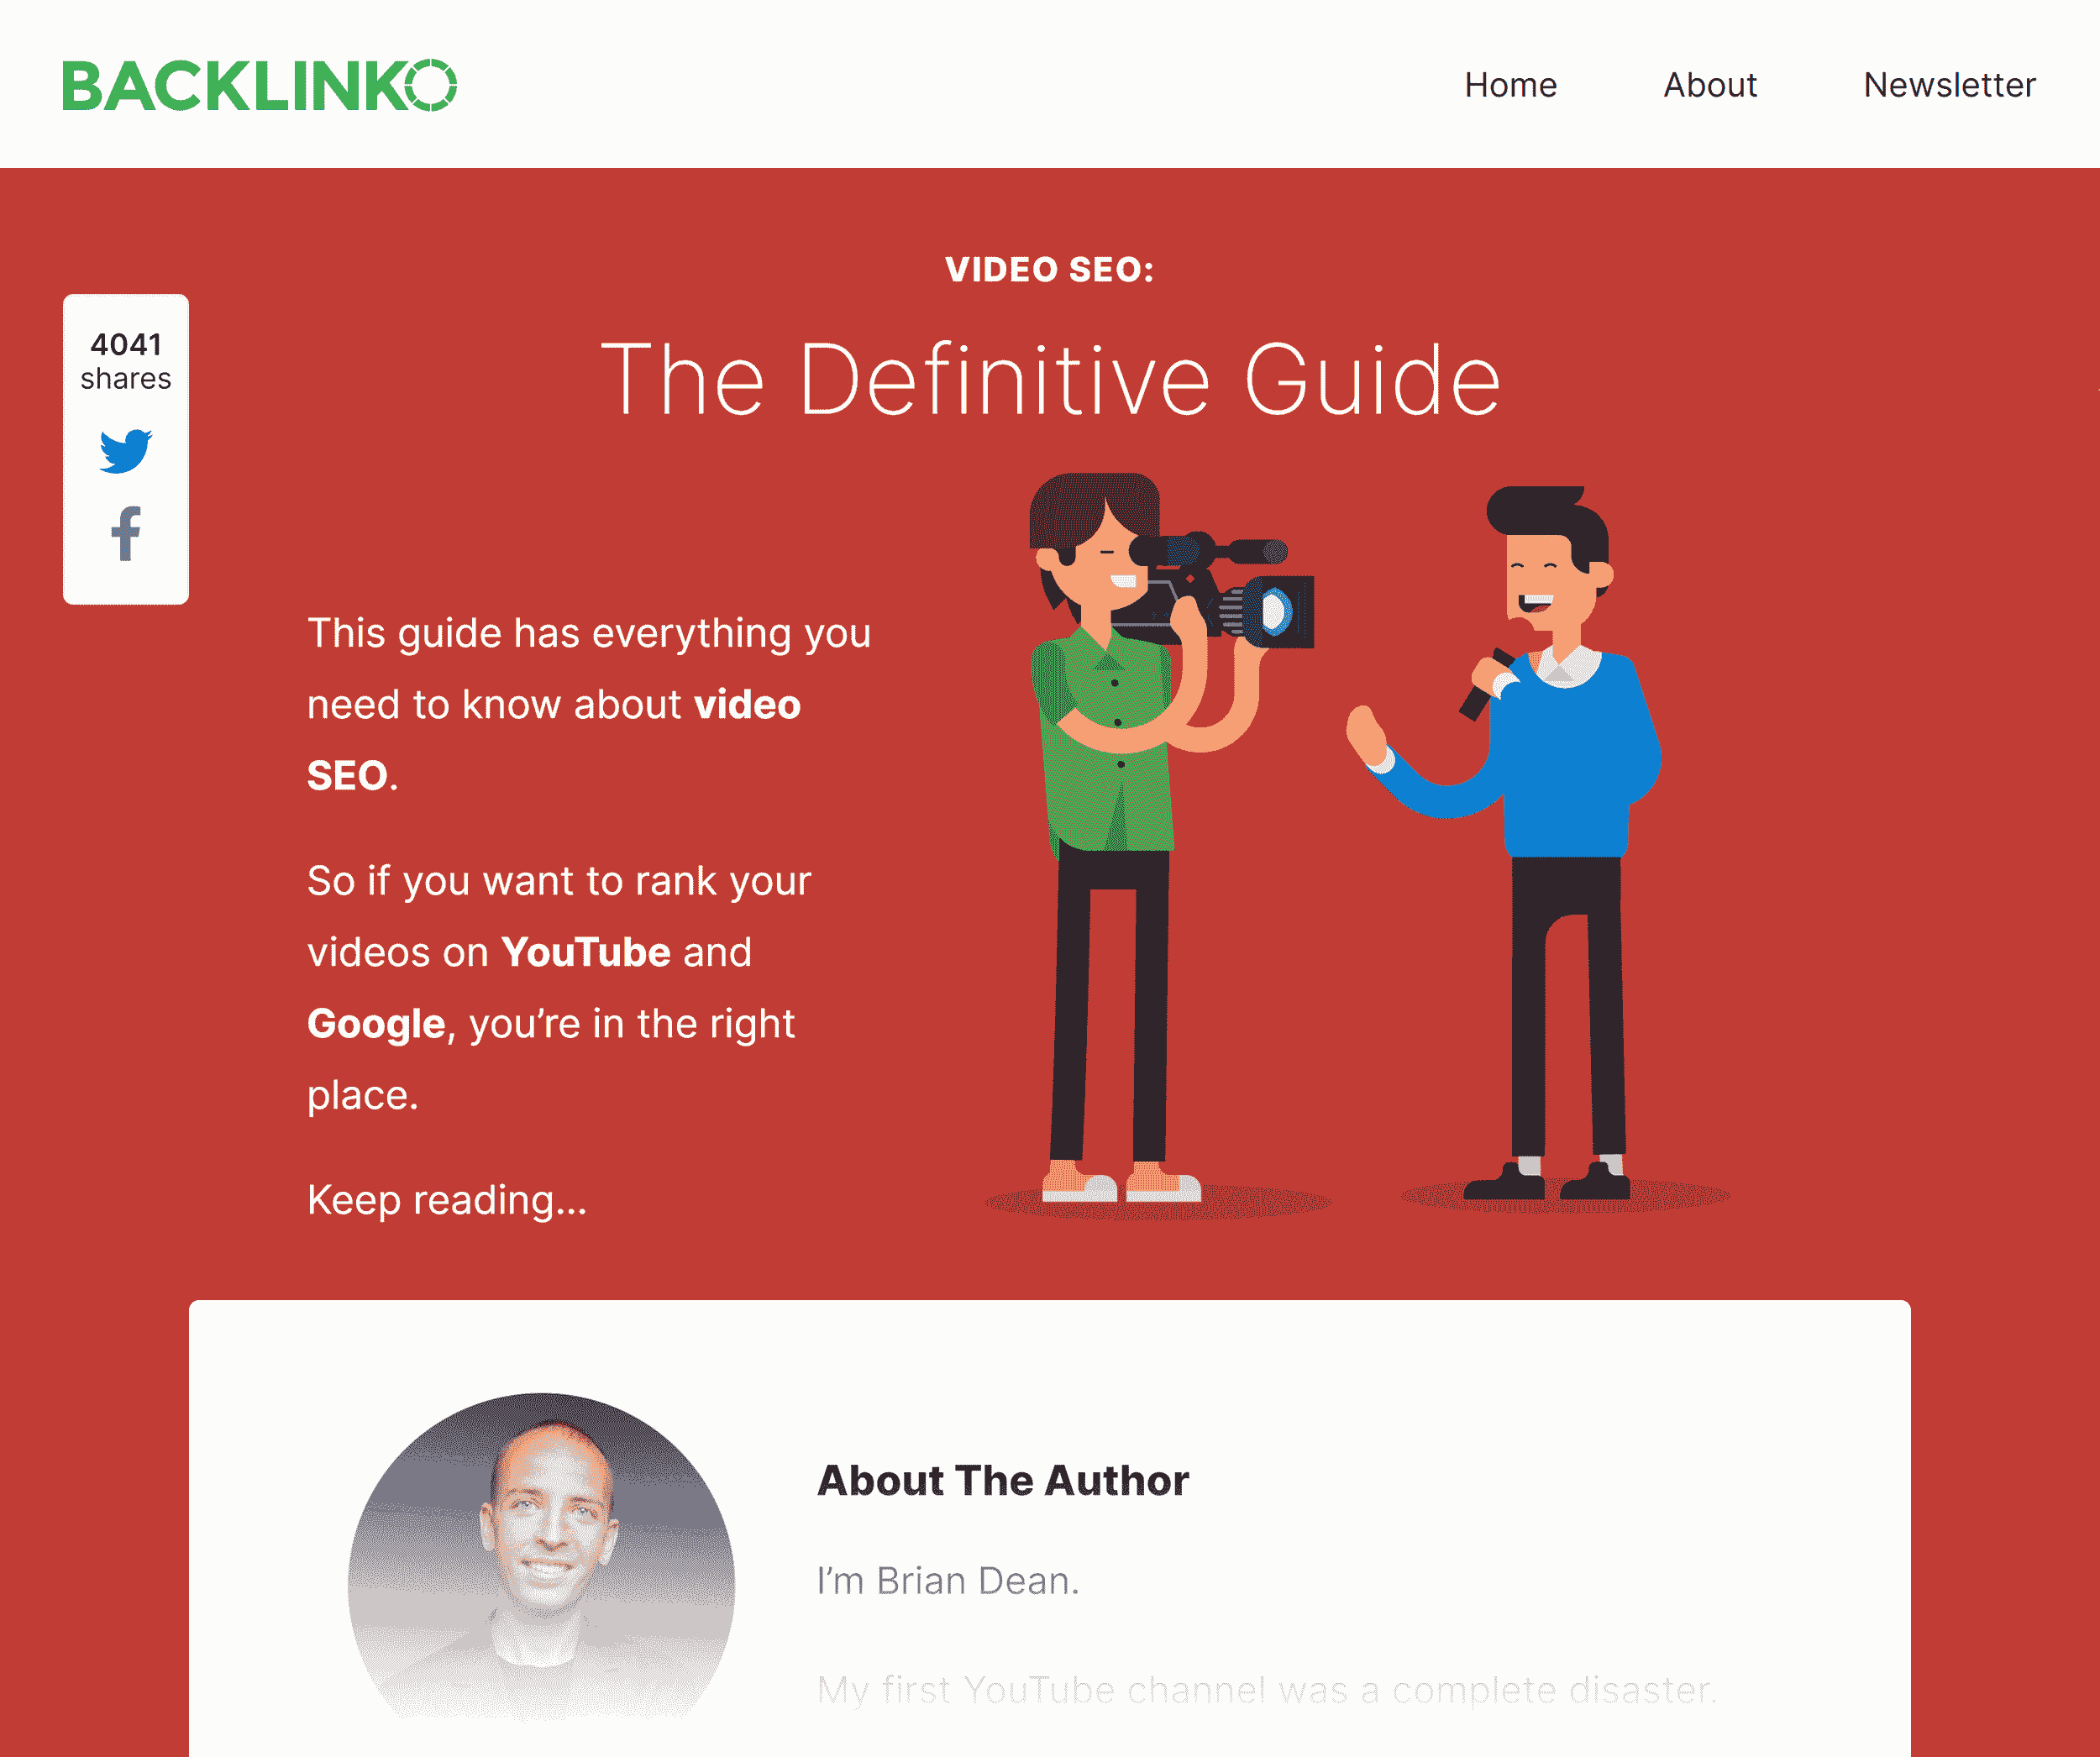 BACKLINKO
Home About Newsletter
VIDEO SEO:
The Definitive Guide
4041
shares
This guide has everything you
need to know about video
SEO.
So if you want to rank your
videos on YouTube and
Google, you’re in the right
place.
Keep reading…
About The Author
I’m Brian Dean.
My first YouTube channel was a complete disaster.